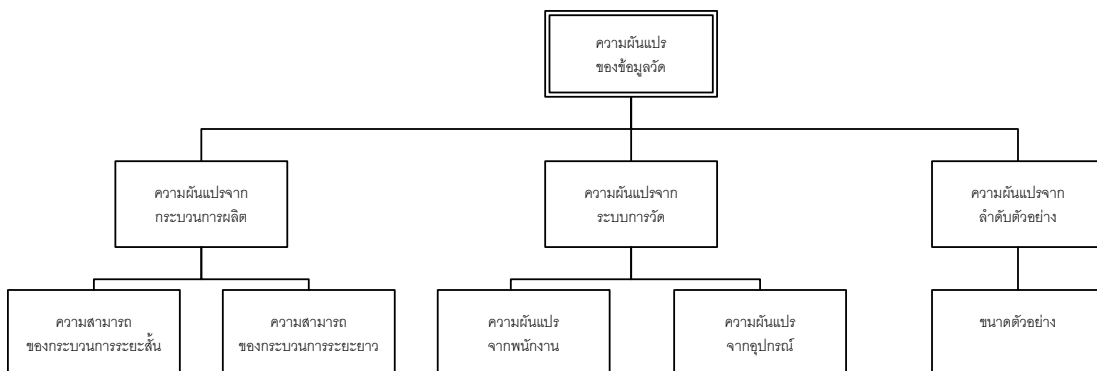 ความผันแปร
ของข้อมูลวัด
ความผันแปรจาก
กระบวนการผลิต
ความผันแปรจาก
ระบบการวัด
ความผันแปรจาก
ลำดับตัวอย่าง
ความสามารถ
ของกระบวนการระยะสั้น
ความสามารถ
ของกระบวนการระยะยาว
ความผันแปร
จากพนักงาน
ความผันแปร
จากอุปกรณ์
ขนาดตัวอย่าง